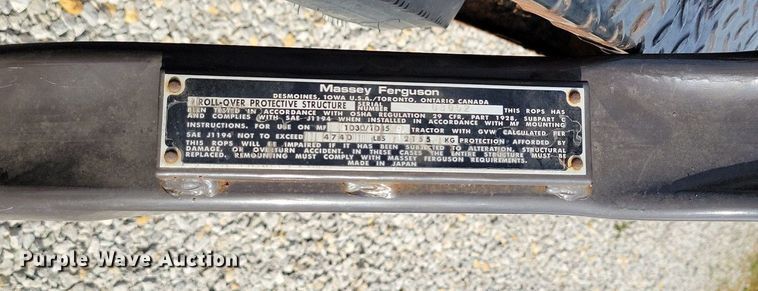 Massey Ferguson
DESMOINES, IOWA U.S.A./TORONTO, ONTARIO CANADA
ROLL-OVER PROTECTIVE STRUCTURE SERIAL NUMBER THIS ROPS HAS
BEEN TESTED IN ACCORDANCE WITH OSHA REGULATION 29 CFR, PART 1928, SUBPART C
AND COMPLIES WITH SAE J1194 WHEN INSTALLED IN ACCORDANCE WITH MF MOUNTING
INSTRUCTIONS. FOR USE ON MF 1030/1035 TRACTOR WITH GVW CALCULATED. PER
SAE J1194 NOT TO EXCEED 4740 LBS / 2155 KG PROTECTION AFFORDED BY
THIS ROPS WILL BE IMPAIRED IF IT HAS BEEN SUBJECTED TO ALTERATION, STRUCTURAL
DAMAGE, OR OVERTURN ACCIDENT. IN THESE CASES THE ENTIRE STRUCTURE MUST BE
REPLACED. REMOUNTING MUST COMPLY WITH MASSEY FERGUSON REQUIREMENTS.
MADE IN JAPAN
Purple Wave Auction